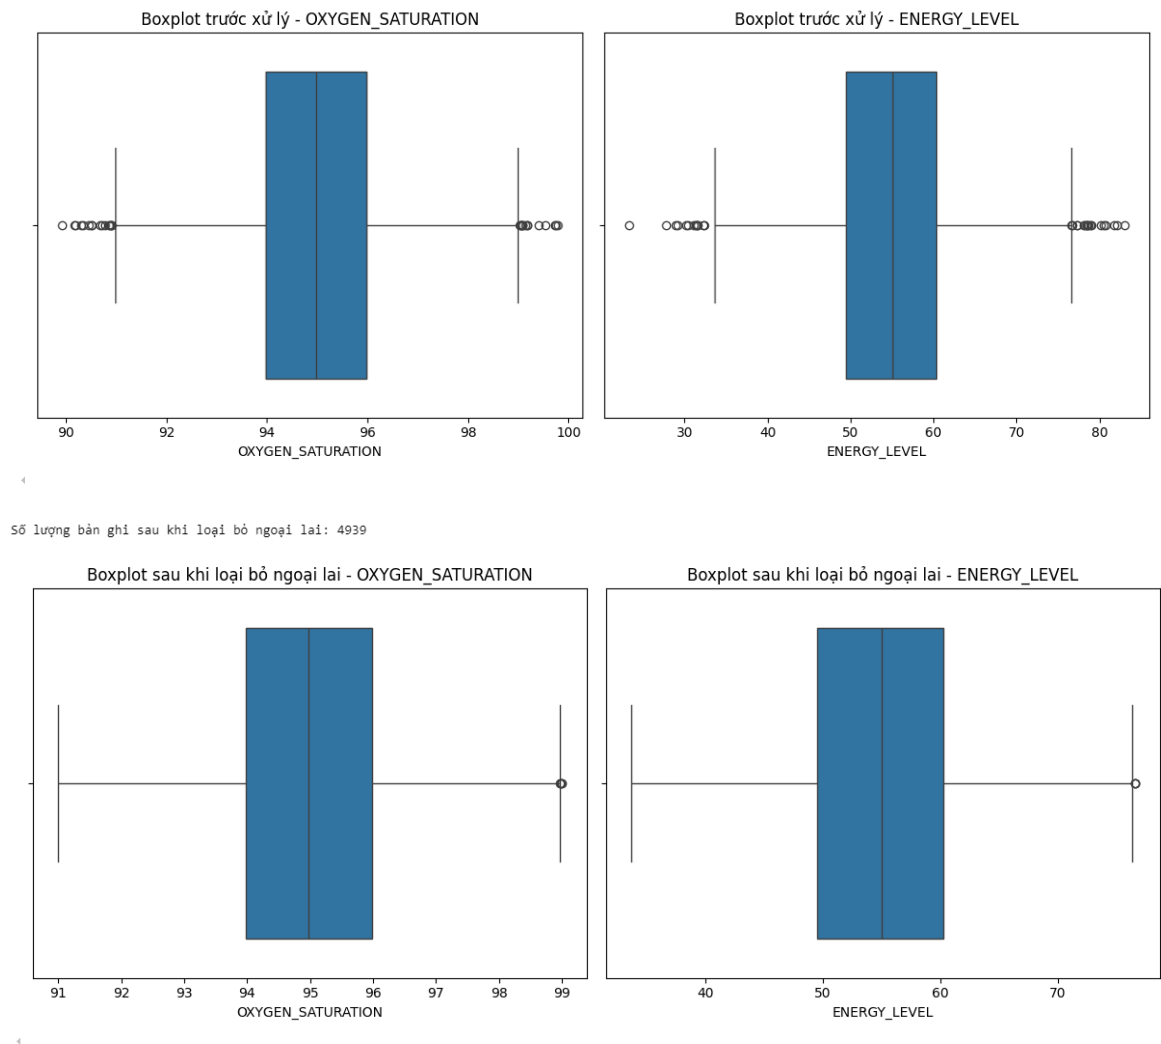 Boxplot trước xử lý - OXYGEN_SATURATION
Boxplot trước xử lý - ENERGY_LEVEL
90 92 94 96 98 100
30 40 50 60 70 80
OXYGEN_SATURATION
ENERGY_LEVEL
Số lượng bản ghi sau khi loại bỏ ngoại lai: 4939
Boxplot sau khi loại bỏ ngoại lai - OXYGEN_SATURATION
Boxplot sau khi loại bỏ ngoại lai - ENERGY_LEVEL
91 92 93 94 95 96 97 98 99
40 50 60 70
OXYGEN_SATURATION
ENERGY_LEVEL